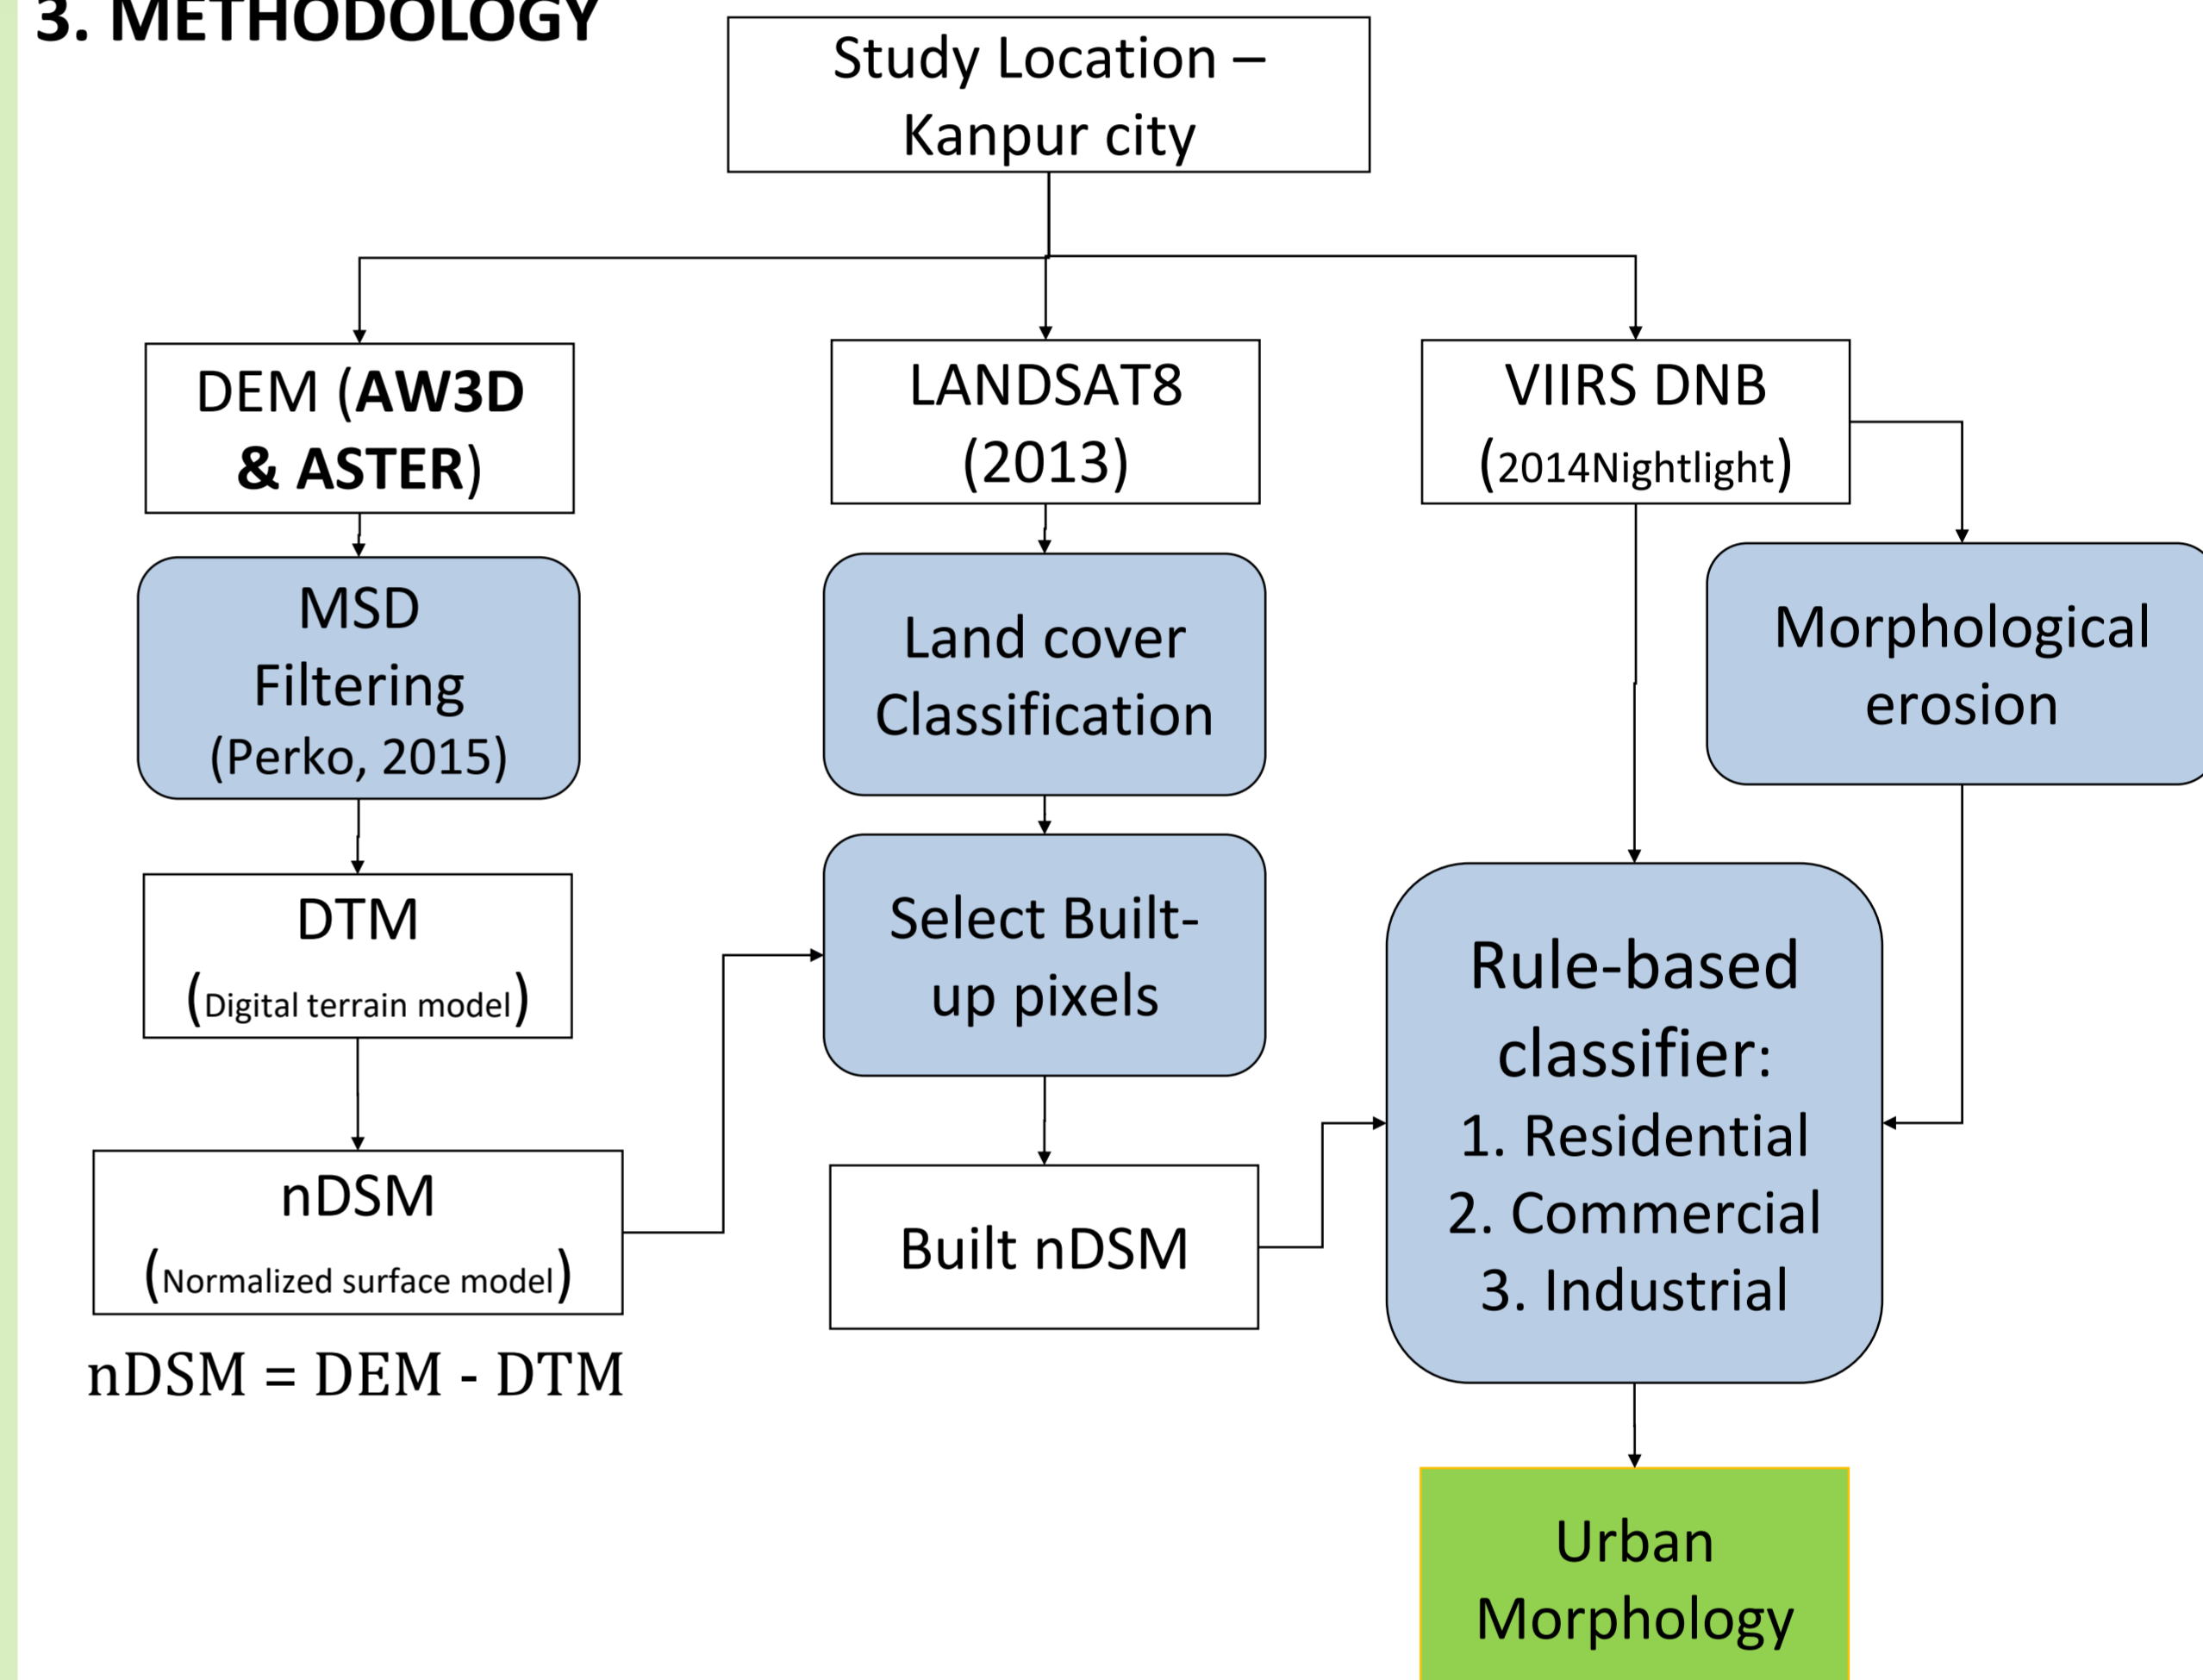 3. METHODOLOGY
Study Location –
Kanpur city
DEM (AW3D
& ASTER)
LANDSAT8
(2013)
VIIRS DNB
(2014Nightlight)
MSD
Filtering
(Perko, 2015)
Land cover
Classification
Morphological
erosion
DTM
(Digital terrain model)
Select Built-
up pixels
Rule-based
classifier:
1. Residential
2. Commercial
3. Industrial
nDSM
(Normalized surface model)
Built nDSM
nDSM = DEM - DTM
Urban
Morphology